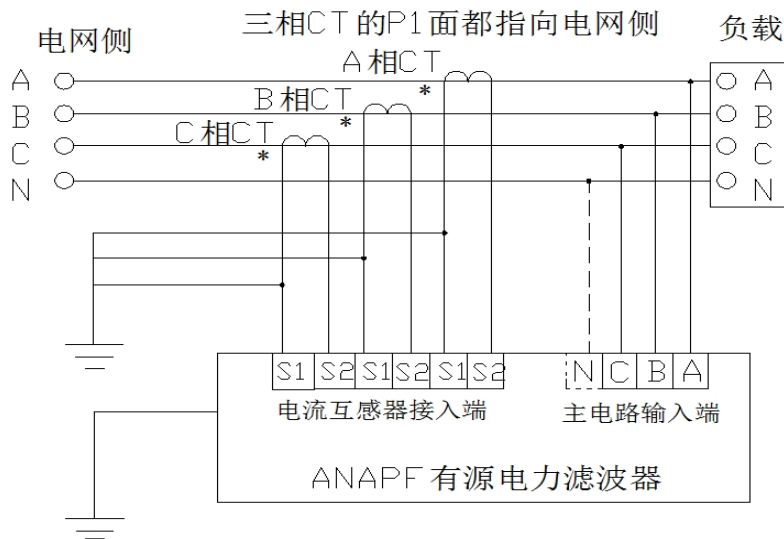 三相CT的P1面都指向电网侧
电网侧
负载
A相CT
*
B相CT
*
C相CT
*
A
B
C
N
A
B
C
N
S1 S2 S1 S2 S1 S2
N C B A
电流互感器接入端
主电路输入端
ANAPF有源电力滤波器